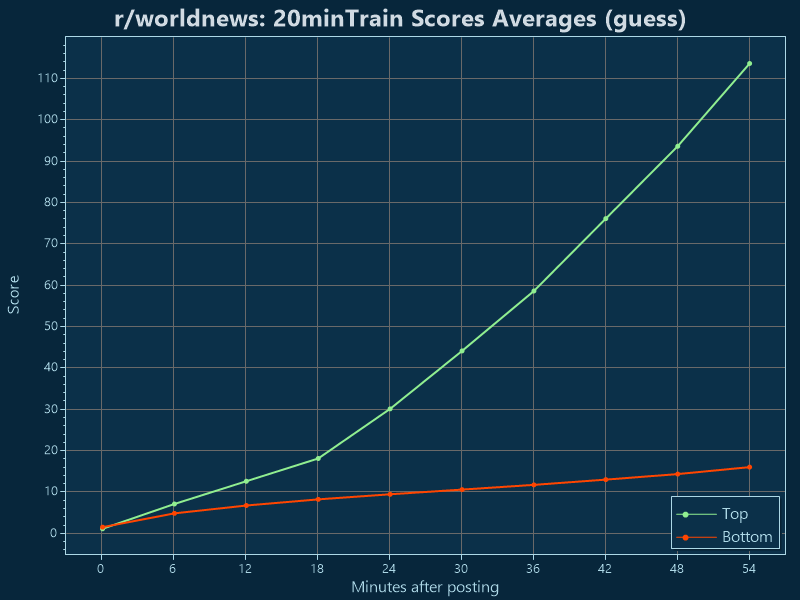 r/worldnews: 20minTrain Scores Averages (guess)
110
100
90
80
70
60
50
40
30
20
10
0
Score
0 6 12 18 24 30 36 42 48 54
Minutes after posting
Top
Bottom